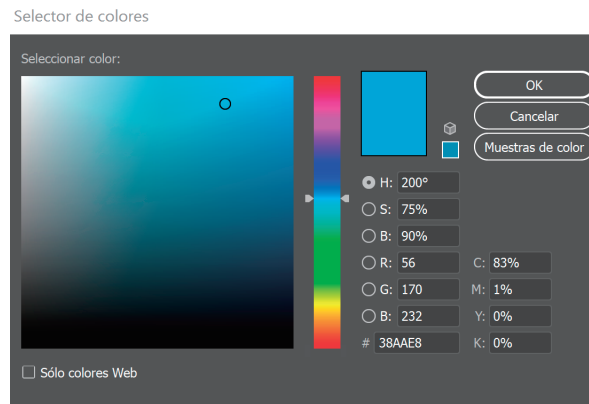 Selector de colores
Seleccionar color:
OK
Cancelar
Muestras de color
H: 200°
S: 75%
B: 90%
R: 56 C: 83%
G: 170 M: 1%
B: 232 Y: 0%
# 38AAE8 K: 0%
Sólo colores Web